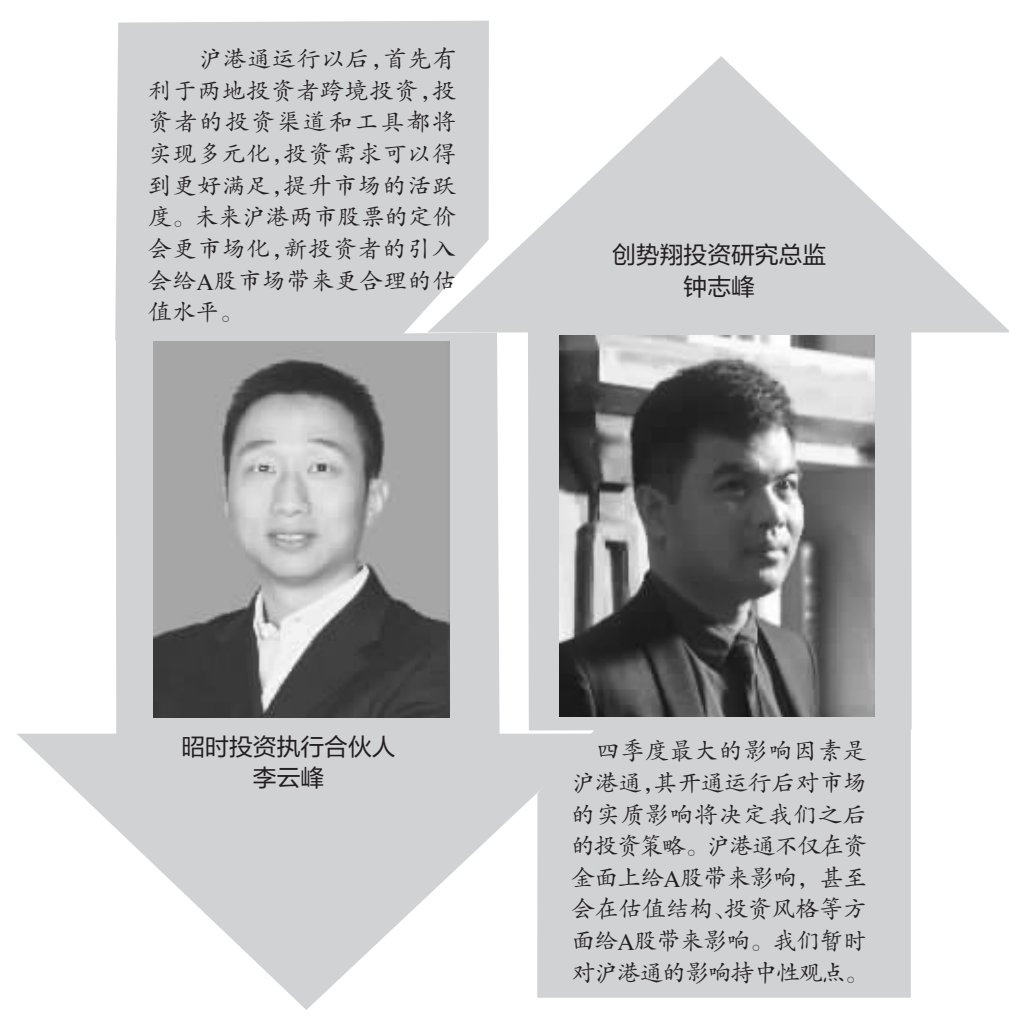 沪港通运行以后,首先有
利于两地投资者跨境投资,投
资者的投资渠道和工具都将
实现多元化,投资需求可以得
到更好满足,提升市场的活跃
度。未来沪港两市股票的定价
会更市场化,新投资者的引入
会给A股市场带来更合理的估
值水平。
昭时投资执行合伙人
李云峰
创势翔投资研究总监
钟志峰
四季度最大的影响因素是
沪港通,其开通运行后对市场
的实质影响将决定我们之后
的投资策略。沪港通不仅在资
金面上给A股带来影响，甚至
会在估值结构、投资风格等方
面给A股带来影响。我们暂时
对沪港通的影响持中性观点。